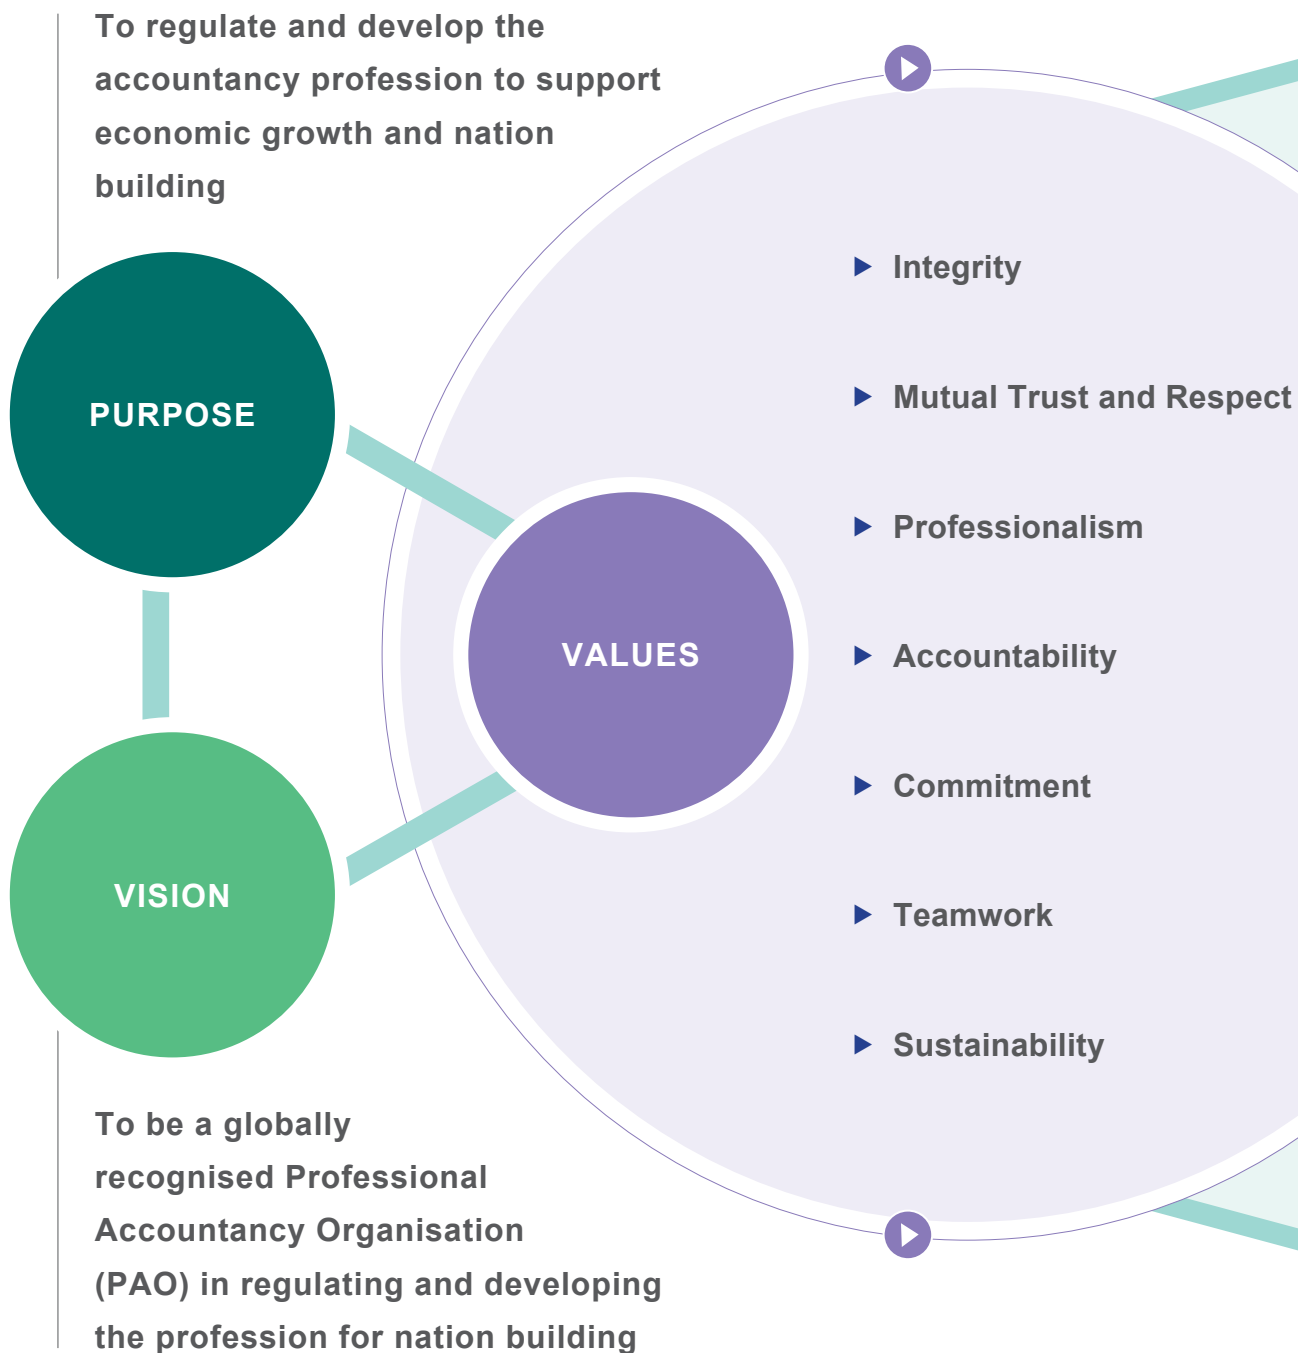 To regulate and develop the
accountancy profession to support
economic growth and nation
building
PURPOSE
VALUES
Integrity
Mutual Trust and Respect
Professionalism
Accountability
Commitment
Teamwork
Sustainability
VISION
To be a globally
recognised Professional
Accountancy Organisation
(PAO) in regulating and developing
the profession for nation building